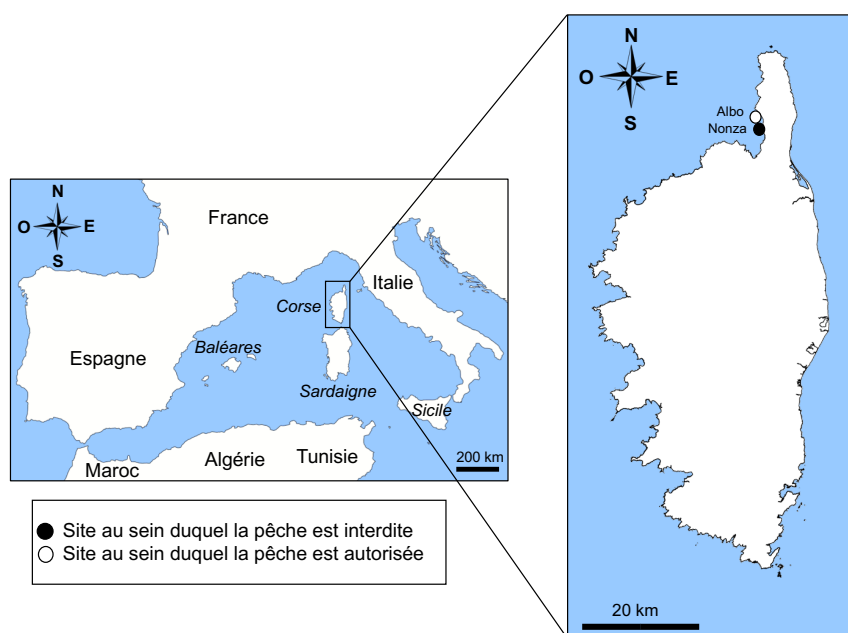 N
O E
S
France
Italie
Corse
Espagne
Baléares
Sardaigne
Sicile
Maroc
Algérie
Tunisie
200 km
Site au sein duquel la pêche est interdite
Site au sein duquel la pêche est autorisée
N
O E
S
Albo
Nonza
20 km